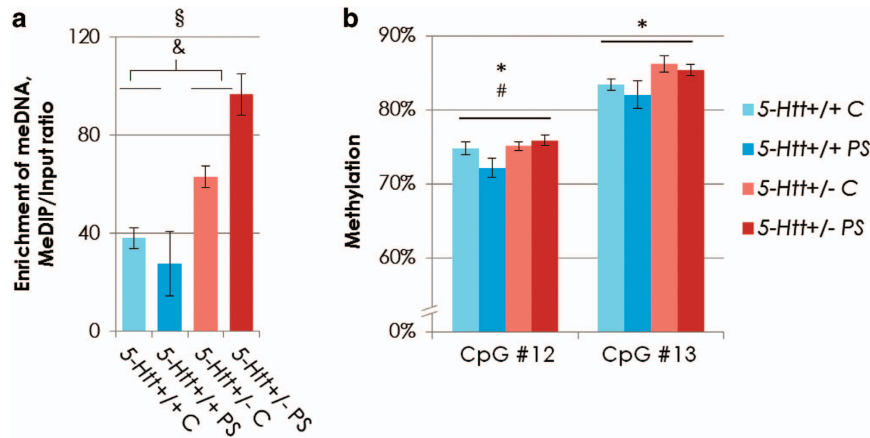 a
§
&
120
80
40
0
Enrichment of meDNA,
MeDIP/Input ratio
5-Htt+/+ C
5-Htt+/+ PS
5-Htt+/- C
5-Htt+/- PS
b
90%
80%
70%
60%
0%
Methylation
*
#
*
CpG #12
CpG #13
5-Htt+/+ C
5-Htt+/+ PS
5-Htt+/- C
5-Htt+/- PS